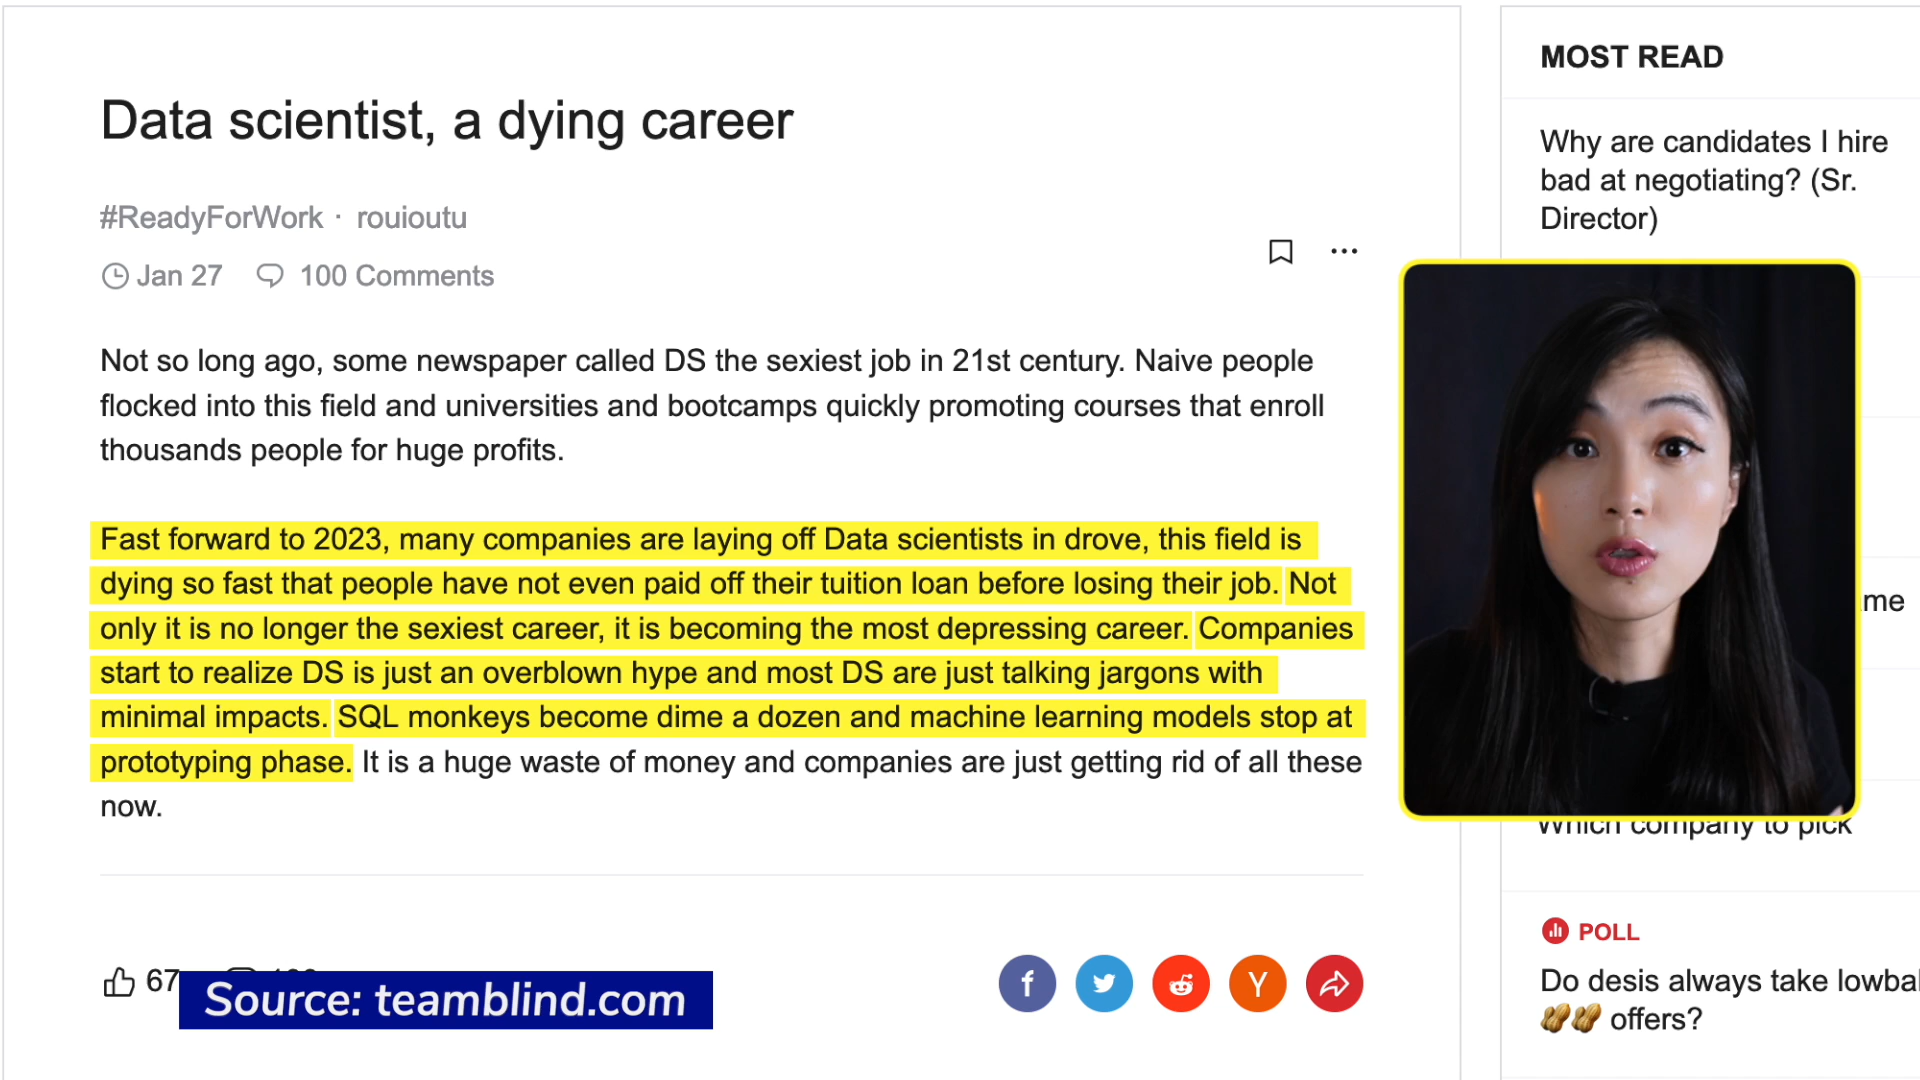 Data scientist, a dying career
#ReadyForWork · rouioutu
Jan 27 100 Comments
Not so long ago, some newspaper called DS the sexiest job in 21st century. Naive people
flocked into this field and universities and bootcamps quickly promoting courses that enroll
thousands people for huge profits.
Fast forward to 2023, many companies are laying off Data scientists in drove, this field is
dying so fast that people have not even paid off their tuition loan before losing their job. Not
only it is no longer the sexiest career, it is becoming the most depressing career. Companies
start to realize DS is just an overblown hype and most DS are just talking jargons with
minimal impacts. SQL monkeys become dime a dozen and machine learning models stop at
prototyping phase. It is a huge waste of money and companies are just getting rid of all these
now.
67
Source: teamblind.com
MOST READ
Why are candidates I hire
bad at negotiating? (Sr.
Director)
me
Which company to pick
POLL
Do desis always take lowbal
🥜🥜 offers?